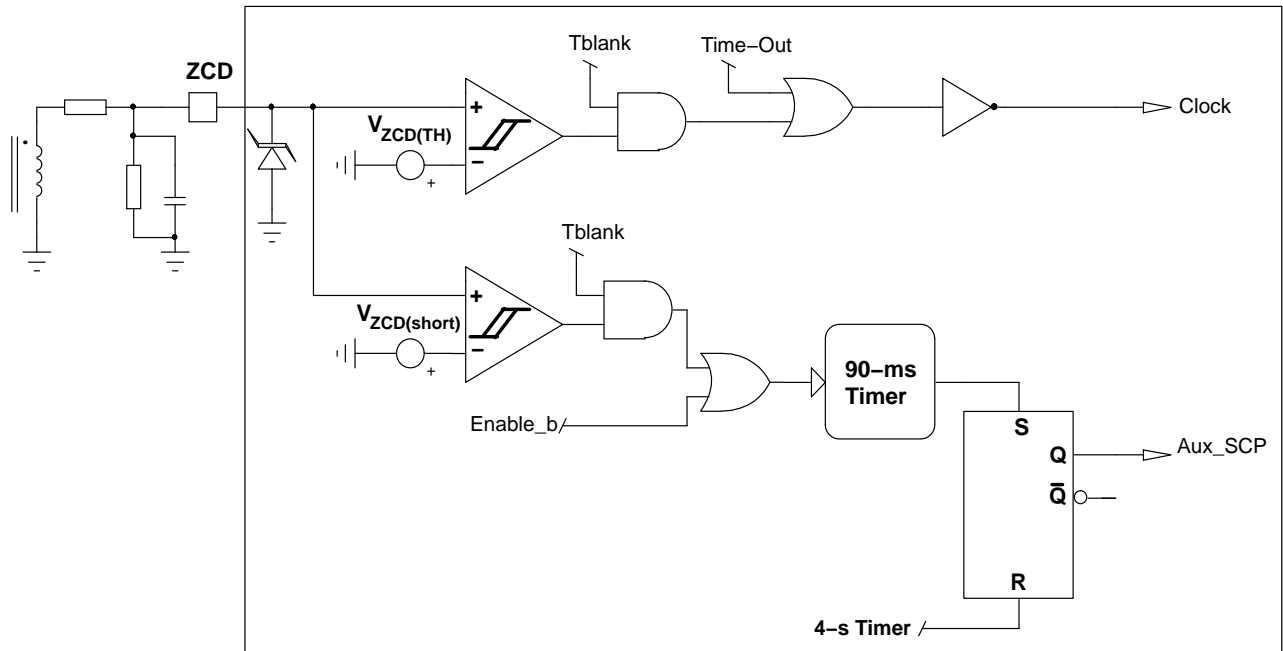 Tblank
Time−Out
ZCD
+
Clock
VZCD(TH)
−
+
Tblank
+
VZCD(short)
−
+
90−ms
Timer
Enable_b
S
Q
Aux_SCP
Q̅
R
4−s Timer